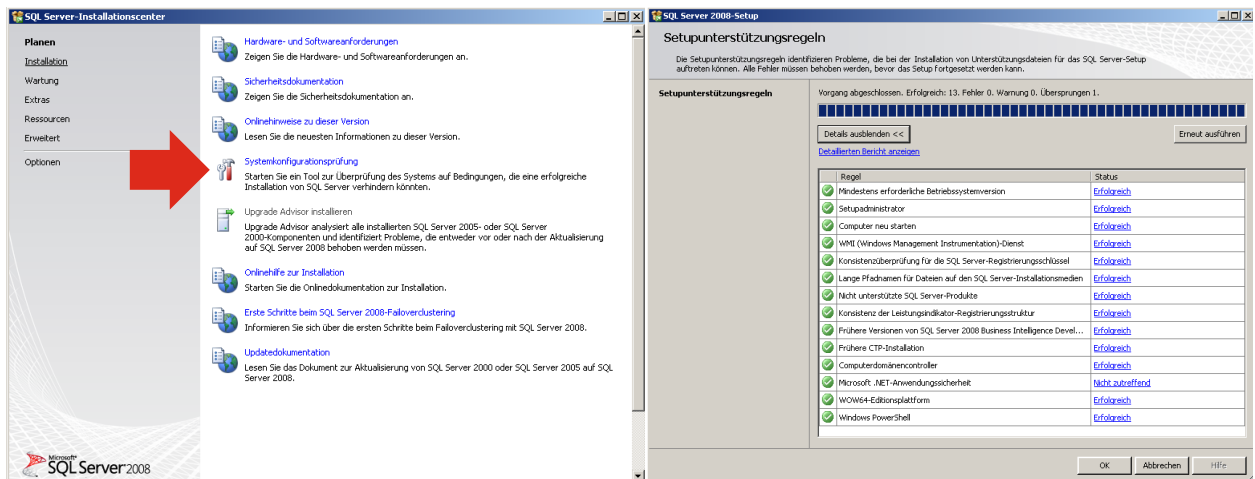 SQL Server-Installationscenter
Planen
Installation
Wartung
Extras
Ressourcen
Erweitert
Optionen
Hardware- und Softwareanforderungen
Zeigen Sie die Hardware- und Softwareanforderungen an.
Sicherheitsdokumentation
Zeigen Sie die Sicherheitsdokumentation an.
Onlinehinweise zu dieser Version
Lesen Sie die neuesten Informationen zu dieser Version.
Systemkonfigurationsprüfung
Starten Sie ein Tool zur Überprüfung des Systems auf Bedingungen, die eine erfolgreiche
Installation von SQL Server verhindern könnten.
Upgrade Advisor installieren
Upgrade Advisor analysiert alle installierten SQL Server 2005- oder SQL Server
2000-Komponenten und identifiziert Probleme, die entweder vor oder nach der Aktualisierung
auf SQL Server 2008 behoben werden müssen.
Onlinehilfe zur Installation
Starten Sie die Onlinedokumentation zur Installation.
Erste Schritte beim SQL Server 2008-Failoverclustering
Informieren Sie sich über die ersten Schritte beim Failoverclustering mit SQL Server 2008.
Updatedokumentation
Lesen Sie das Dokument zur Aktualisierung von SQL Server 2000 oder SQL Server 2005 auf SQL
Server 2008.
Microsoft
SQL Server 2008
SQL Server 2008-Setup
Setupunterstützungsregeln
Die Setupunterstützungsregeln identifizieren Probleme, die bei der Installation von Unterstützungsdateien für das SQL Server-Setup
auftreten können. Alle Fehler müssen behoben werden, bevor das Setup fortgesetzt werden kann.
Setupunterstützungsregeln
Vorgang abgeschlossen. Erfolgreich: 13. Fehler 0. Warnung 0. Übersprungen 1.
Details ausblenden << Erneut ausführen
Detaillierten Bericht anzeigen
Regel Status
Mindestens erforderliche Betriebssystemversion Erfolgreich
Setupadministrator Erfolgreich
Computer neu starten Erfolgreich
WMI (Windows Management Instrumentation)-Dienst Erfolgreich
Konsistenzüberprüfung für die SQL Server-Registrierungsschlüssel Erfolgreich
Lange Pfadnamen für Dateien auf den SQL Server-Installationsmedien Erfolgreich
Nicht unterstützte SQL Server-Produkte Erfolgreich
Konsistenz der Leistungsindikator-Registrierungsstruktur Erfolgreich
Frühere Versionen von SQL Server 2008 Business Intelligence Devel... Erfolgreich
Frühere CTP-Installation Erfolgreich
Computerdomänencontroller Erfolgreich
Microsoft .NET-Anwendungssicherheit Nicht zutreffend
WOW64-Editionsplattform Erfolgreich
Windows PowerShell Erfolgreich
OK Abbrechen Hilfe